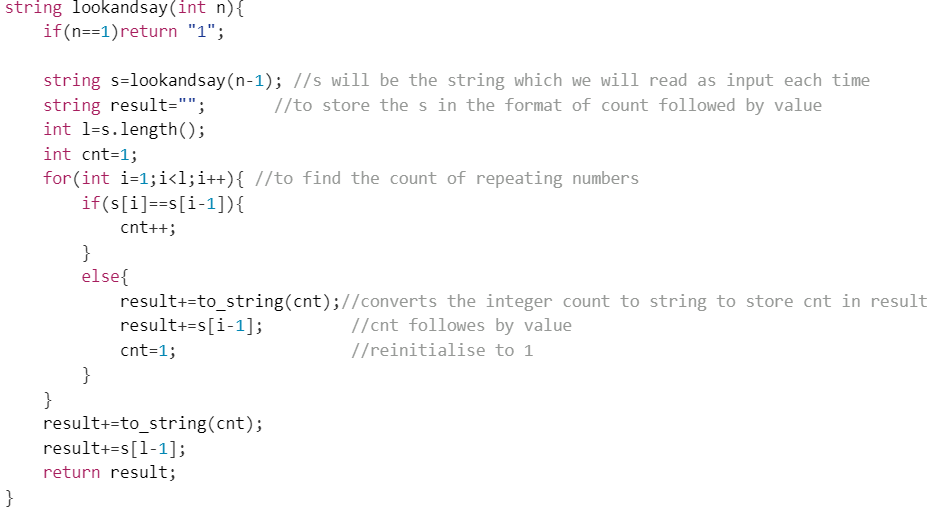 string lookandsay(int n){
    if(n==1)return "1";

    string s=lookandsay(n-1); //s will be the string which we will read as input each time
    string result="";       //to store the s in the format of count followed by value
    int l=s.length();
    int cnt=1;
    for(int i=1;i<l;i++){ //to find the count of repeating numbers
        if(s[i]==s[i-1]){
            cnt++;
        }
        else{
            result+=to_string(cnt);//converts the integer count to string to store cnt in result
            result+=s[i-1];         //cnt followes by value
            cnt=1;                  //reinitialise to 1
        }
    }
    result+=to_string(cnt);
    result+=s[l-1];
    return result;
}